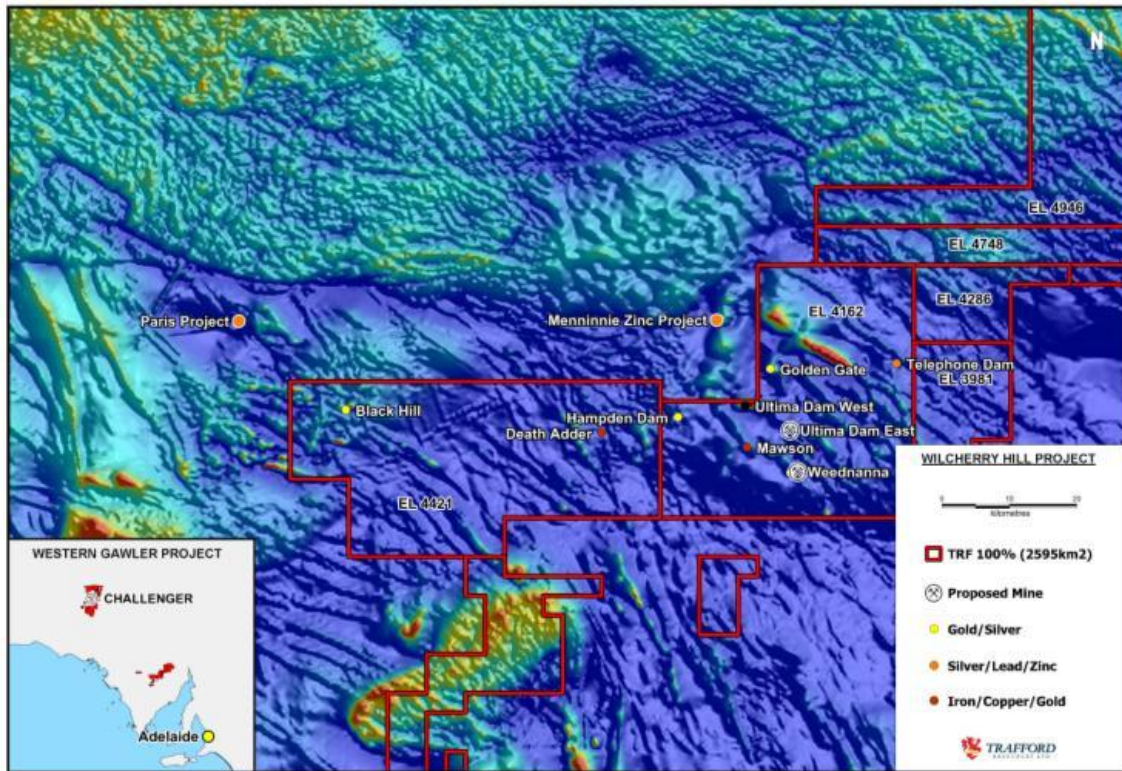 N
EL 4946
EL 4748
EL 4286
EL 4162
Paris Project
Menninnie Zinc Project
Telephone Dam
Golden Gate
EL 3981
Black Hill
Ultima Dam West
Hampden Dam
Ultima Dam East
Death Adder
Mawson
Weednanna
EL 4421
WILCHERRY HILL PROJECT
0 10 20
kilometres
TRF 100% (2595km2)
Proposed Mine
Gold/Silver
Silver/Lead/Zinc
Iron/Copper/Gold
TRAFFORD
WESTERN GAWLER PROJECT
CHALLENGER
Adelaide